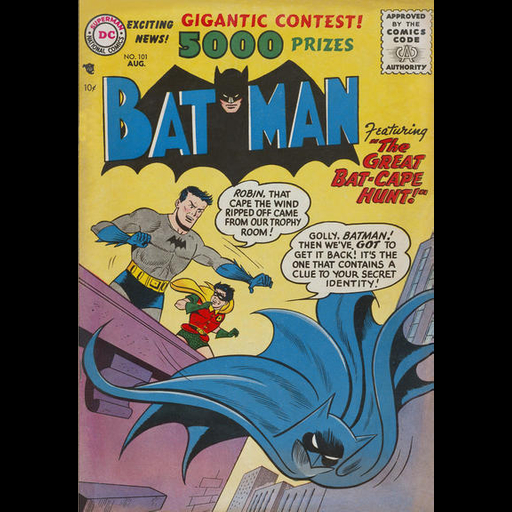 EXCITING
NEWS!
GIGANTIC CONTEST!
5000 PRIZES
SUPERMAN
DC
NATIONAL COMICS
NO. 101
AUG.
10¢
APPROVED
BY THE
COMICS
CODE
AUTHORITY
BATMAN
Featuring
"The
GREAT
BAT-CAPE
HUNT!"
ROBIN, THAT
CAPE THE WIND
RIPPED OFF CAME
FROM OUR TROPHY
ROOM!
GOLLY, BATMAN!
THEN WE'VE GOT TO
GET IT BACK! IT'S THE
ONE THAT CONTAINS A
CLUE TO YOUR SECRET
IDENTITY!